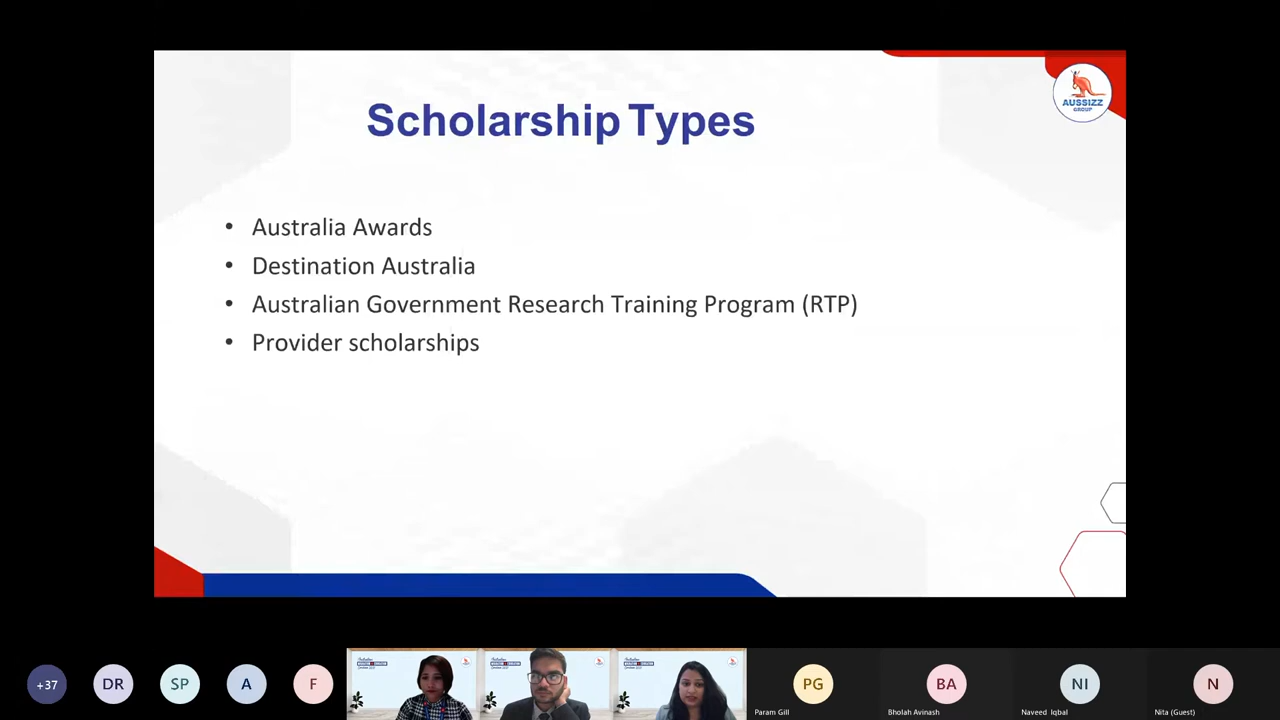 Scholarship Types
AUSSIZZ
GROUP
• Australia Awards
• Destination Australia
• Australian Government Research Training Program (RTP)
• Provider scholarships
+37
DR
SP
A
F
PG
BA
NI
N
Param Gill
Bholah Avinash
Naveed Iqbal
Nita (Guest)